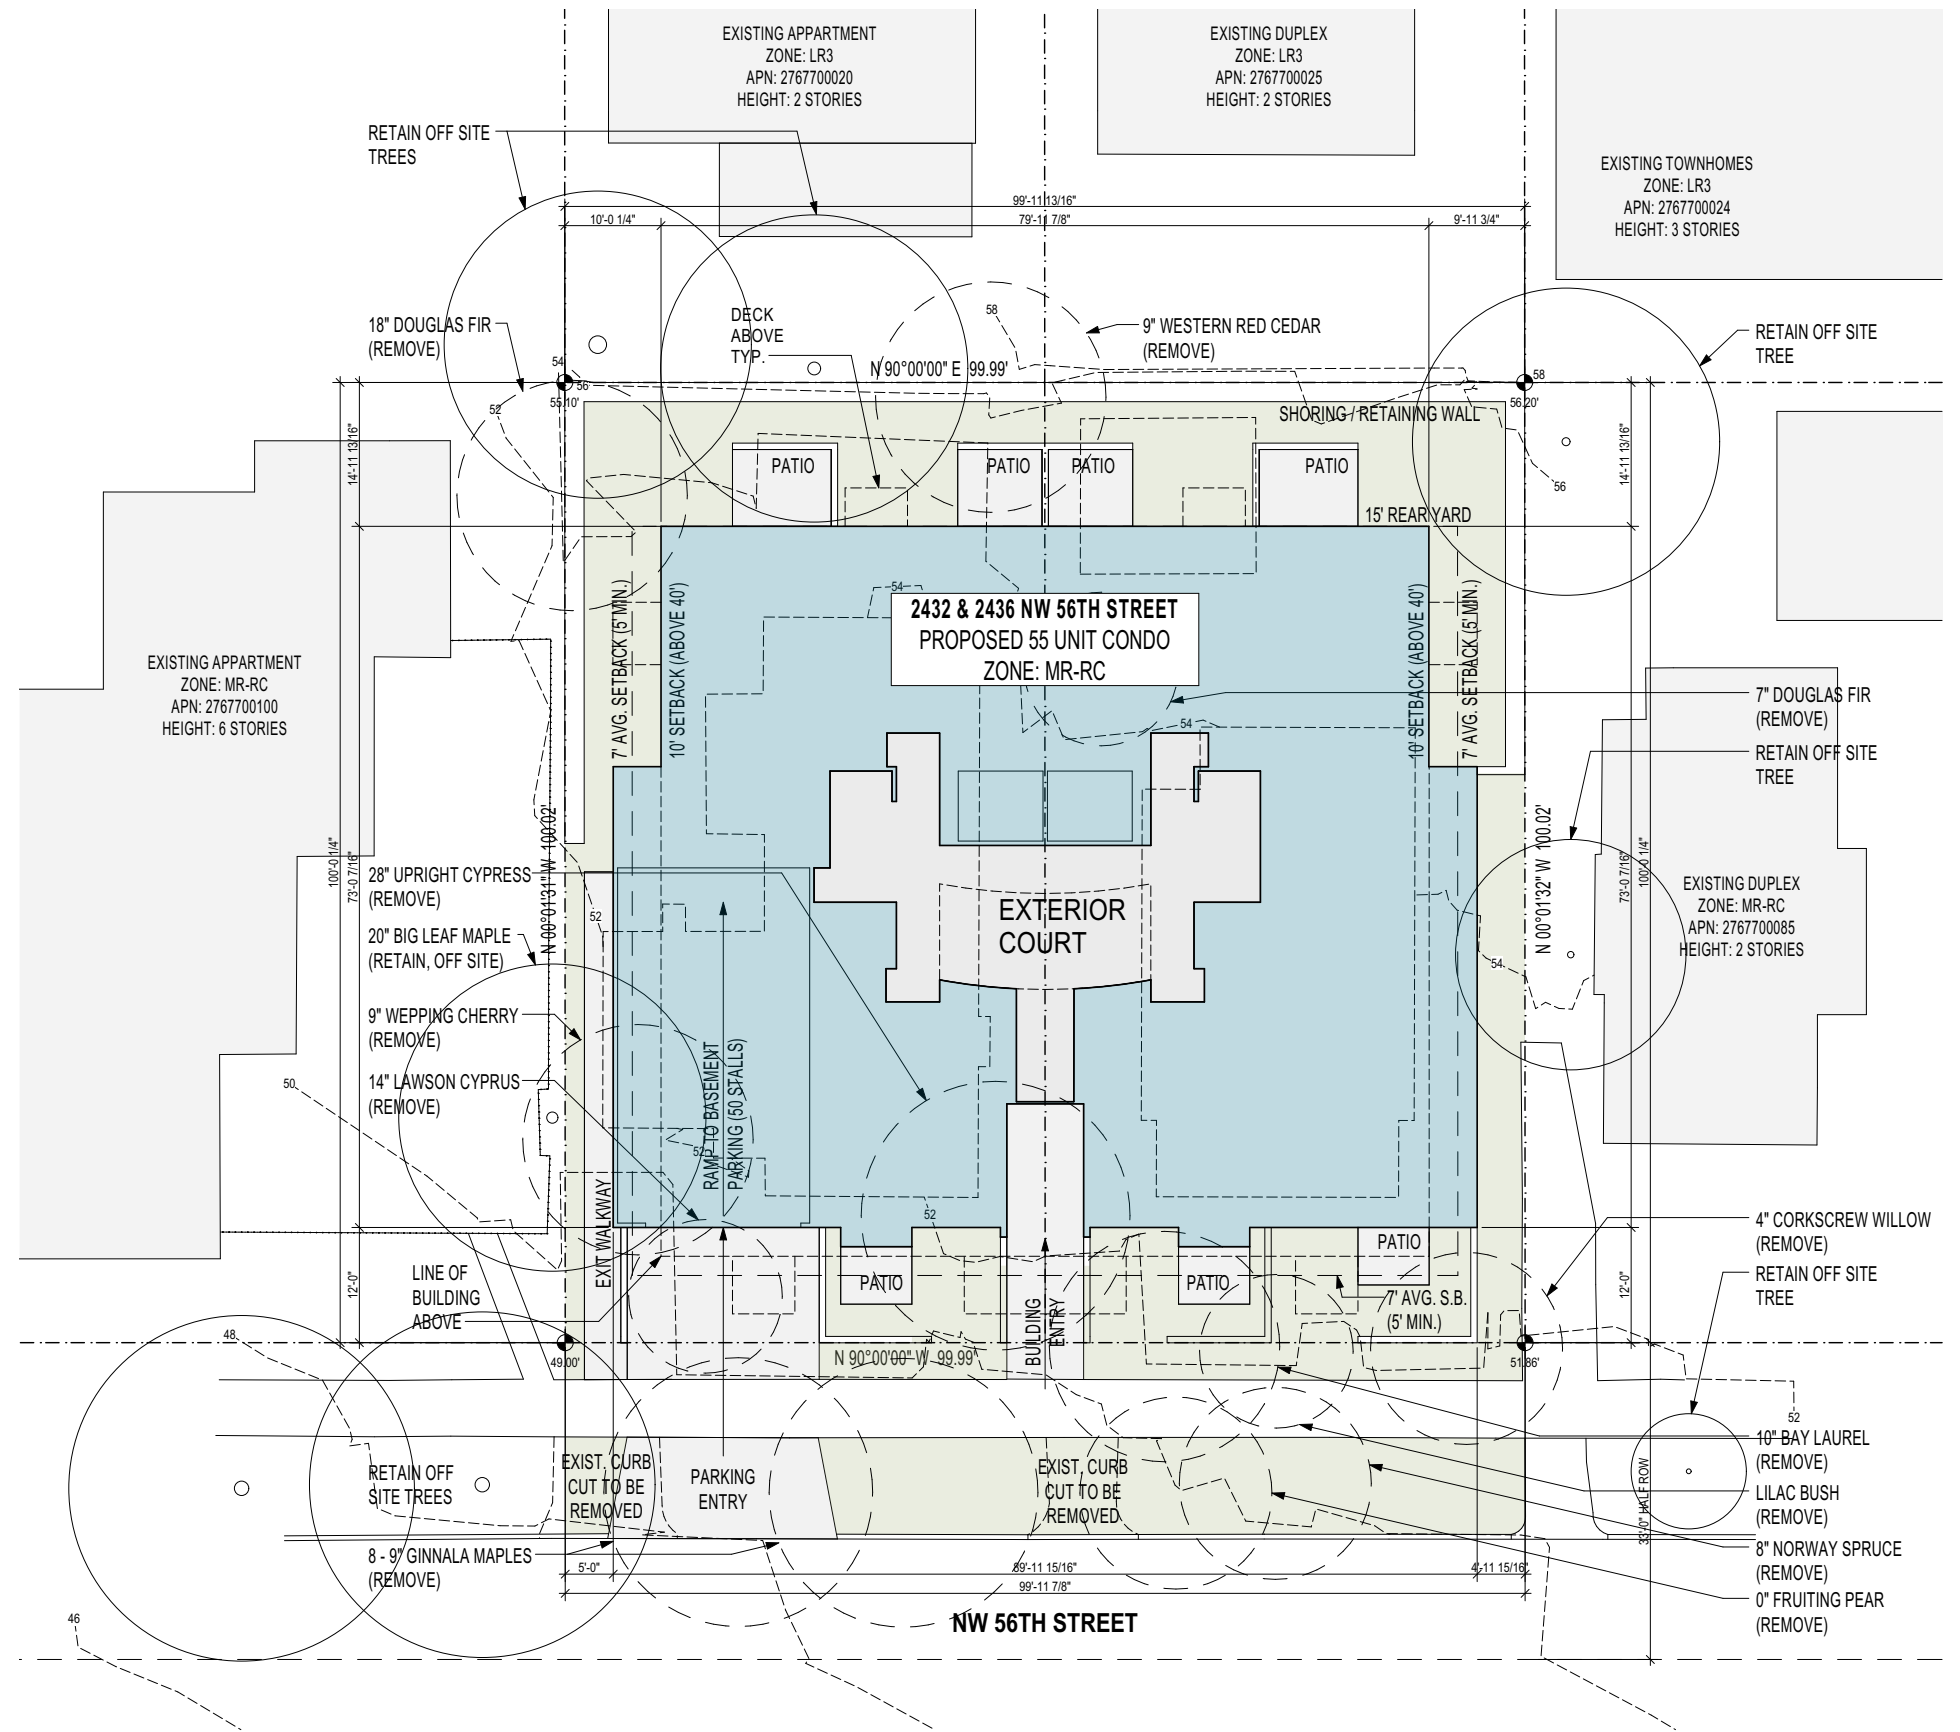 EXISTING APPARTMENT
ZONE: LR3
APN: 2767700020
HEIGHT: 2 STORIES
EXISTING DUPLEX
ZONE: LR3
APN: 2767700025
HEIGHT: 2 STORIES
EXISTING TOWNHOMES
ZONE: LR3
APN: 2767700024
HEIGHT: 3 STORIES
RETAIN OFF SITE
TREES
99'-11 13/16"
10'-0 1/4"
79'-11 7/8"
9'-11 3/4"
18" DOUGLAS FIR
(REMOVE)
DECK
ABOVE
TYP.
58
9" WESTERN RED CEDAR
(REMOVE)
RETAIN OFF SITE
TREE
N 90°00'00" E 99.99'
54
56
55.10'
52
58
56.20'
SHORING / RETAINING WALL
14'-11 13/16"
14'-11 13/16"
PATIO
PATIO
PATIO
PATIO
56
15' REAR YARD
7' AVG. SETBACK (5' MIN.)
10' SETBACK (ABOVE 40')
10' SETBACK (ABOVE 40')
7' AVG. SETBACK (5' MIN.)
54
2432 & 2436 NW 56TH STREET
PROPOSED 55 UNIT CONDO
ZONE: MR-RC
EXISTING APPARTMENT
ZONE: MR-RC
APN: 2767700100
HEIGHT: 6 STORIES
7" DOUGLAS FIR
(REMOVE)
54
RETAIN OFF SITE
TREE
N 00°01'31" W 100.02'
N 00°01'32" W 100.02'
100'-0 1/4"
73'-0 7/16"
73'-0 7/16"
100'-0 1/4"
28" UPRIGHT CYPRESS
(REMOVE)
52
EXTERIOR
COURT
EXISTING DUPLEX
ZONE: MR-RC
APN: 2767700085
HEIGHT: 2 STORIES
20" BIG LEAF MAPLE
(RETAIN, OFF SITE)
54
9" WEPPING CHERRY
(REMOVE)
14" LAWSON CYPRUS
(REMOVE)
50
RAMP TO BASEMENT
PARKING (50 STALLS)
52
EXIT WALKWAY
52
4" CORKSCREW WILLOW
(REMOVE)
PATIO
LINE OF
BUILDING
ABOVE
PATIO
PATIO
RETAIN OFF SITE
TREE
12'-0"
12'-0"
7' AVG. S.B.
(5' MIN.)
BUILDING
ENTRY
48
49.00'
N 90°00'00" W 99.99'
51.86'
52
10" BAY LAUREL
(REMOVE)
RETAIN OFF
SITE TREES
EXIST. CURB
CUT TO BE
REMOVED
PARKING
ENTRY
EXIST. CURB
CUT TO BE
REMOVED
LILAC BUSH
(REMOVE)
33'-0" HALF ROW
8 - 9" GINNALA MAPLES
(REMOVE)
8" NORWAY SPRUCE
(REMOVE)
5'-0"
89'-11 15/16"
4'-11 15/16"
99'-11 7/8"
0" FRUITING PEAR
(REMOVE)
46
NW 56TH STREET